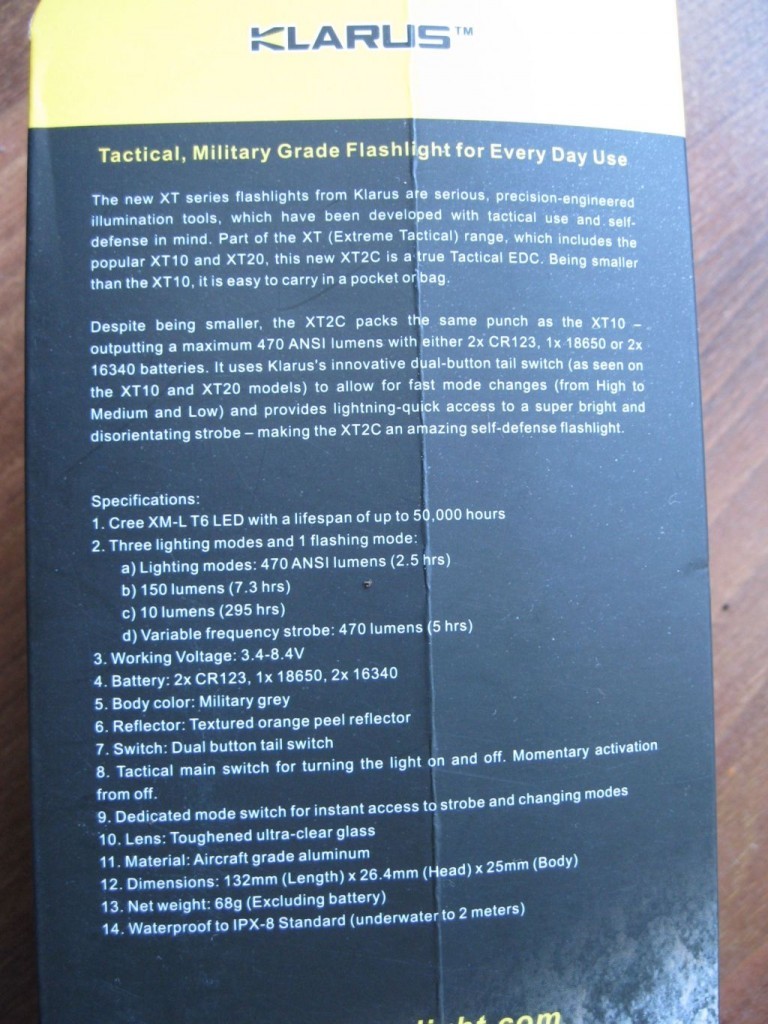 KLARUS™
Tactical, Military Grade Flashlight for Every Day Use
The new XT series flashlights from Klarus are serious, precision-engineered
illumination tools, which have been developed with tactical use and self-
defense in mind. Part of the XT (Extreme Tactical) range, which includes the
popular XT10 and XT20, this new XT2C is a true Tactical EDC. Being smaller
than the XT10, it is easy to carry in a pocket or bag.
Despite being smaller, the XT2C packs the same punch as the XT10 –
outputting a maximum 470 ANSI lumens with either 2x CR123, 1x 18650 or 2x
16340 batteries. It uses Klarus's innovative dual-button tail switch (as seen on
the XT10 and XT20 models) to allow for fast mode changes (from High to
Medium and Low) and provides lightning-quick access to a super bright and
disorientating strobe – making the XT2C an amazing self-defense flashlight.
Specifications:
1. Cree XM-L T6 LED with a lifespan of up to 50,000 hours
2. Three lighting modes and 1 flashing mode:
a) Lighting modes: 470 ANSI lumens (2.5 hrs)
b) 150 lumens (7.3 hrs)
c) 10 lumens (295 hrs)
d) Variable frequency strobe: 470 lumens (5 hrs)
3. Working Voltage: 3.4-8.4V
4. Battery: 2x CR123, 1x 18650, 2x 16340
5. Body color: Military grey
6. Reflector: Textured orange peel reflector
7. Switch: Dual button tail switch
8. Tactical main switch for turning the light on and off. Momentary activation
from off.
9. Dedicated mode switch for instant access to strobe and changing modes
10. Lens: Toughened ultra-clear glass
11. Material: Aircraft grade aluminum
12. Dimensions: 132mm (Length) x 26.4mm (Head) x 25mm (Body)
13. Net weight: 68g (Excluding battery)
14. Waterproof to IPX-8 Standard (underwater to 2 meters)